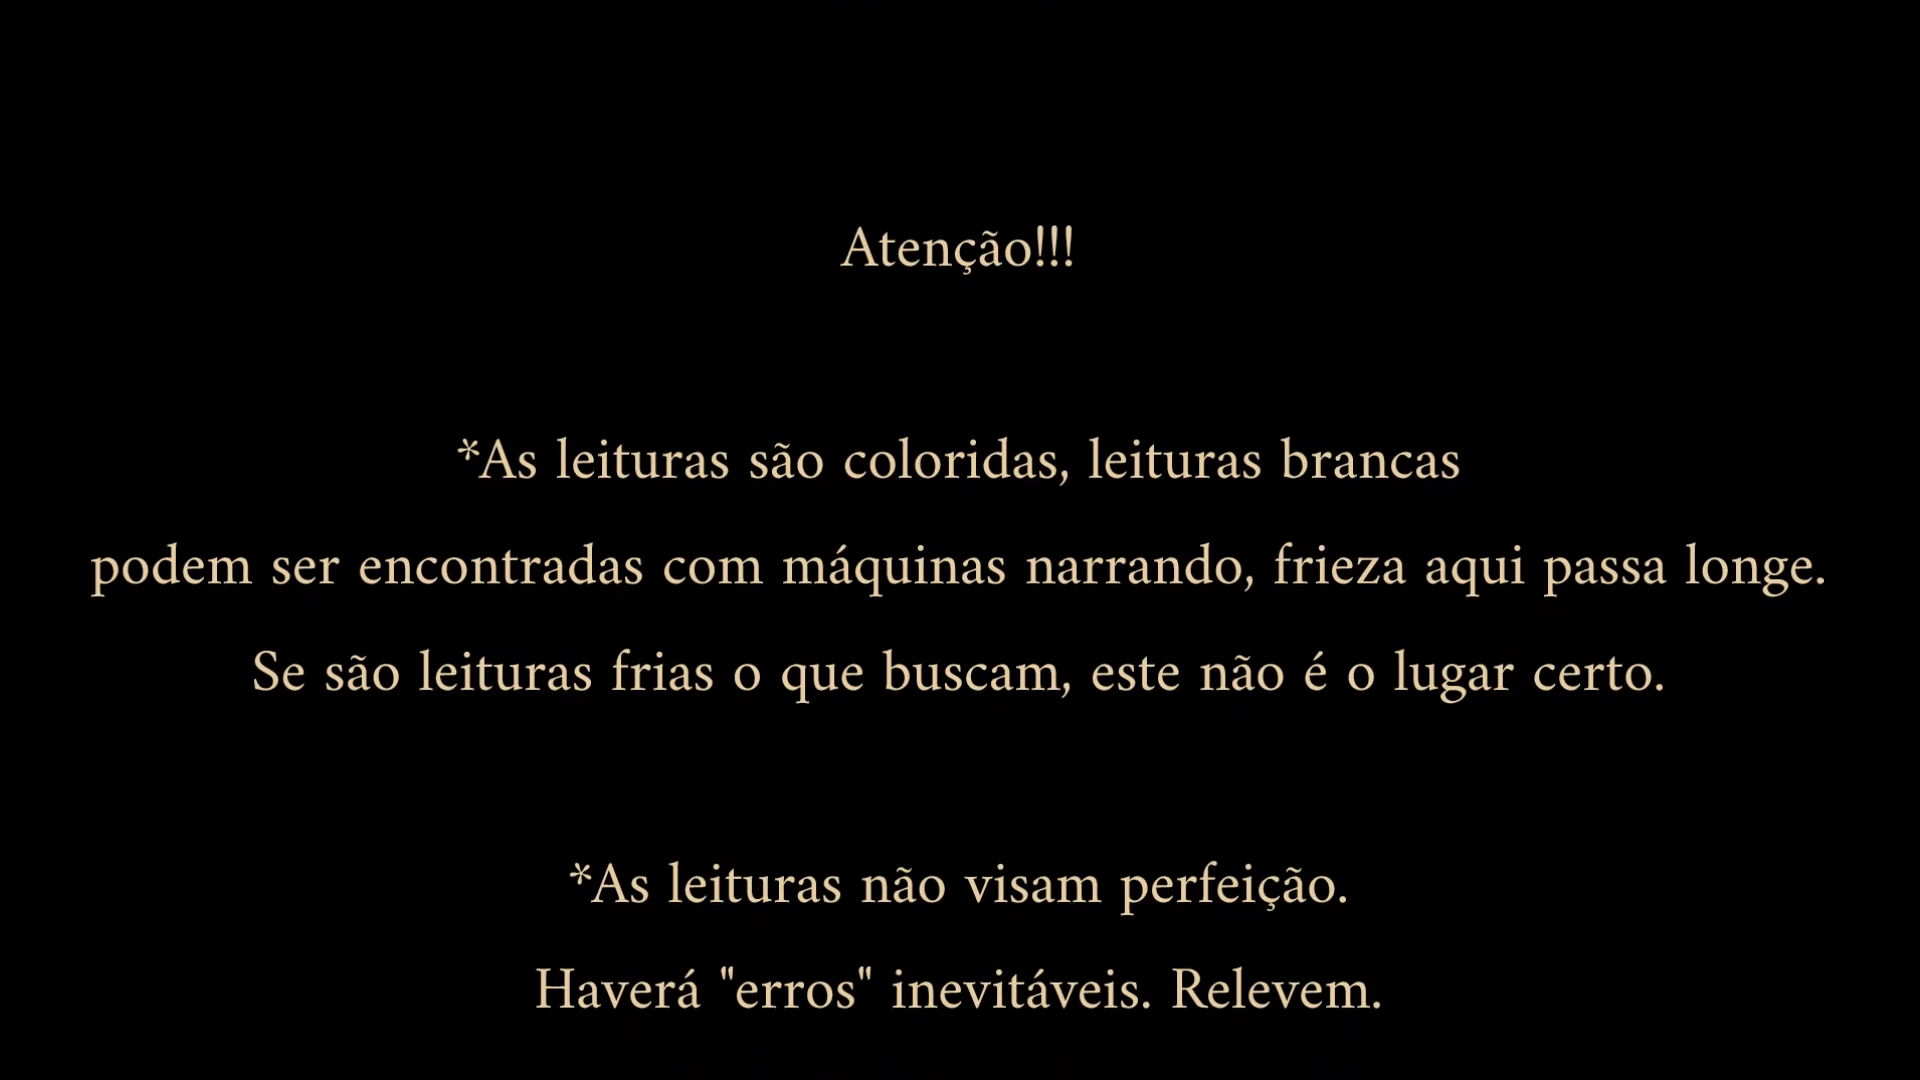 Atenção!!!
*As leituras são coloridas, leituras brancas
podem ser encontradas com máquinas narrando, frieza aqui passa longe.
Se são leituras frias o que buscam, este não é o lugar certo.
*As leituras não visam perfeição.
Haverá "erros" inevitáveis. Relevem.